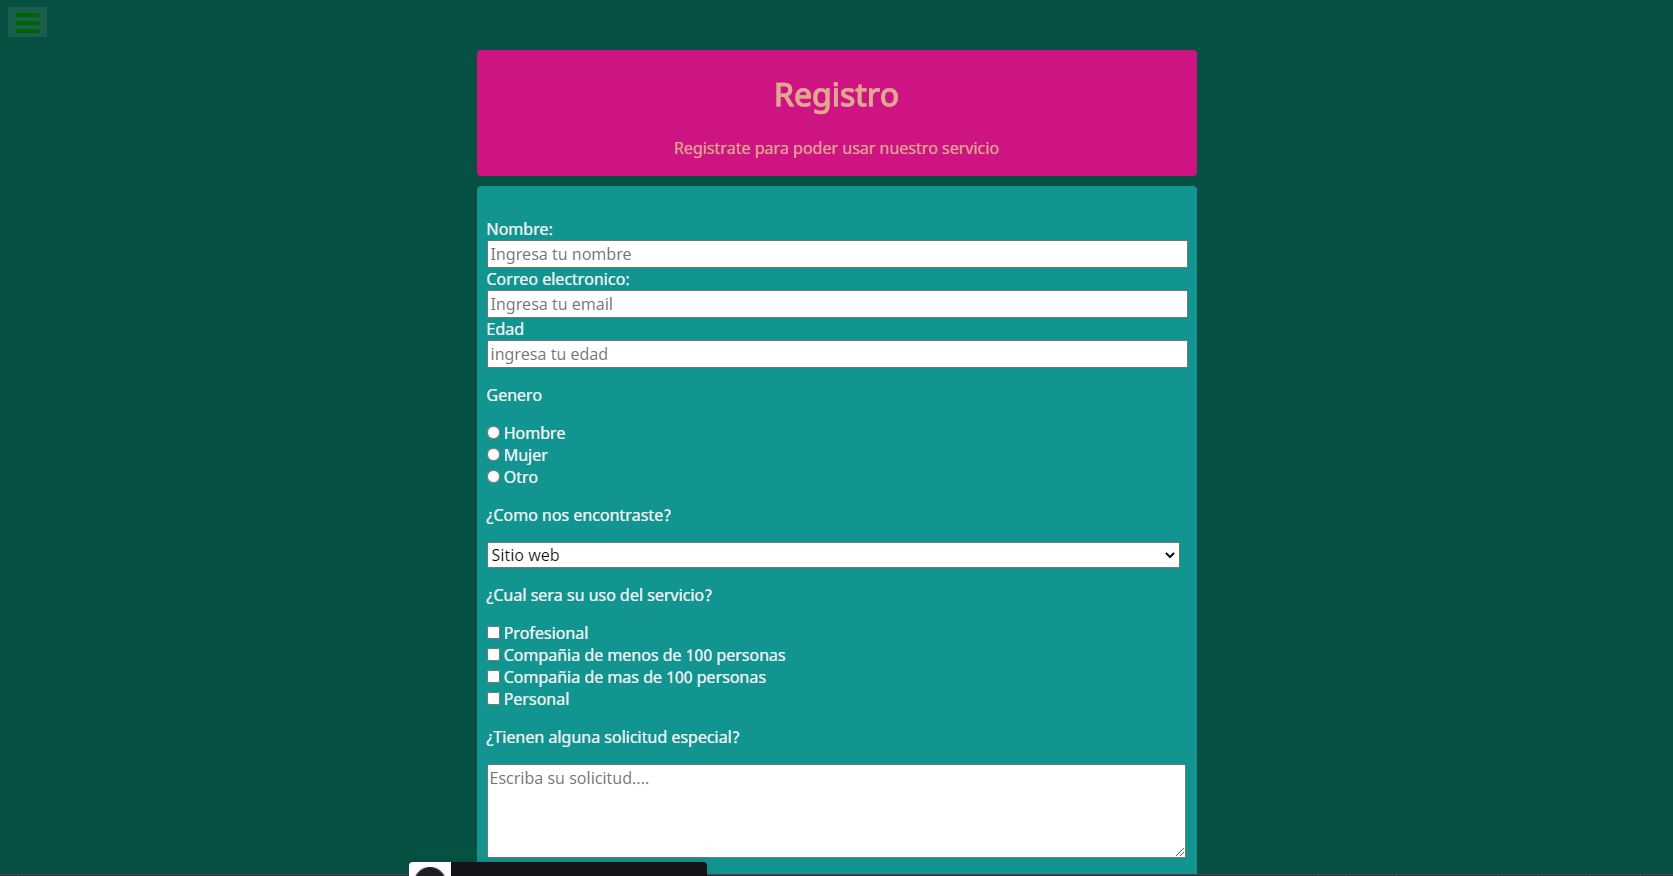 Registro
Registrate para poder usar nuestro servicio
Nombre:
Ingresa tu nombre
Correo electronico:
Ingresa tu email
Edad
ingresa tu edad
Genero
Hombre
Mujer
Otro
¿Como nos encontraste?
Sitio web
¿Cual sera su uso del servicio?
Profesional
Compañia de menos de 100 personas
Compañia de mas de 100 personas
Personal
¿Tienen alguna solicitud especial?
Escriba su solicitud....